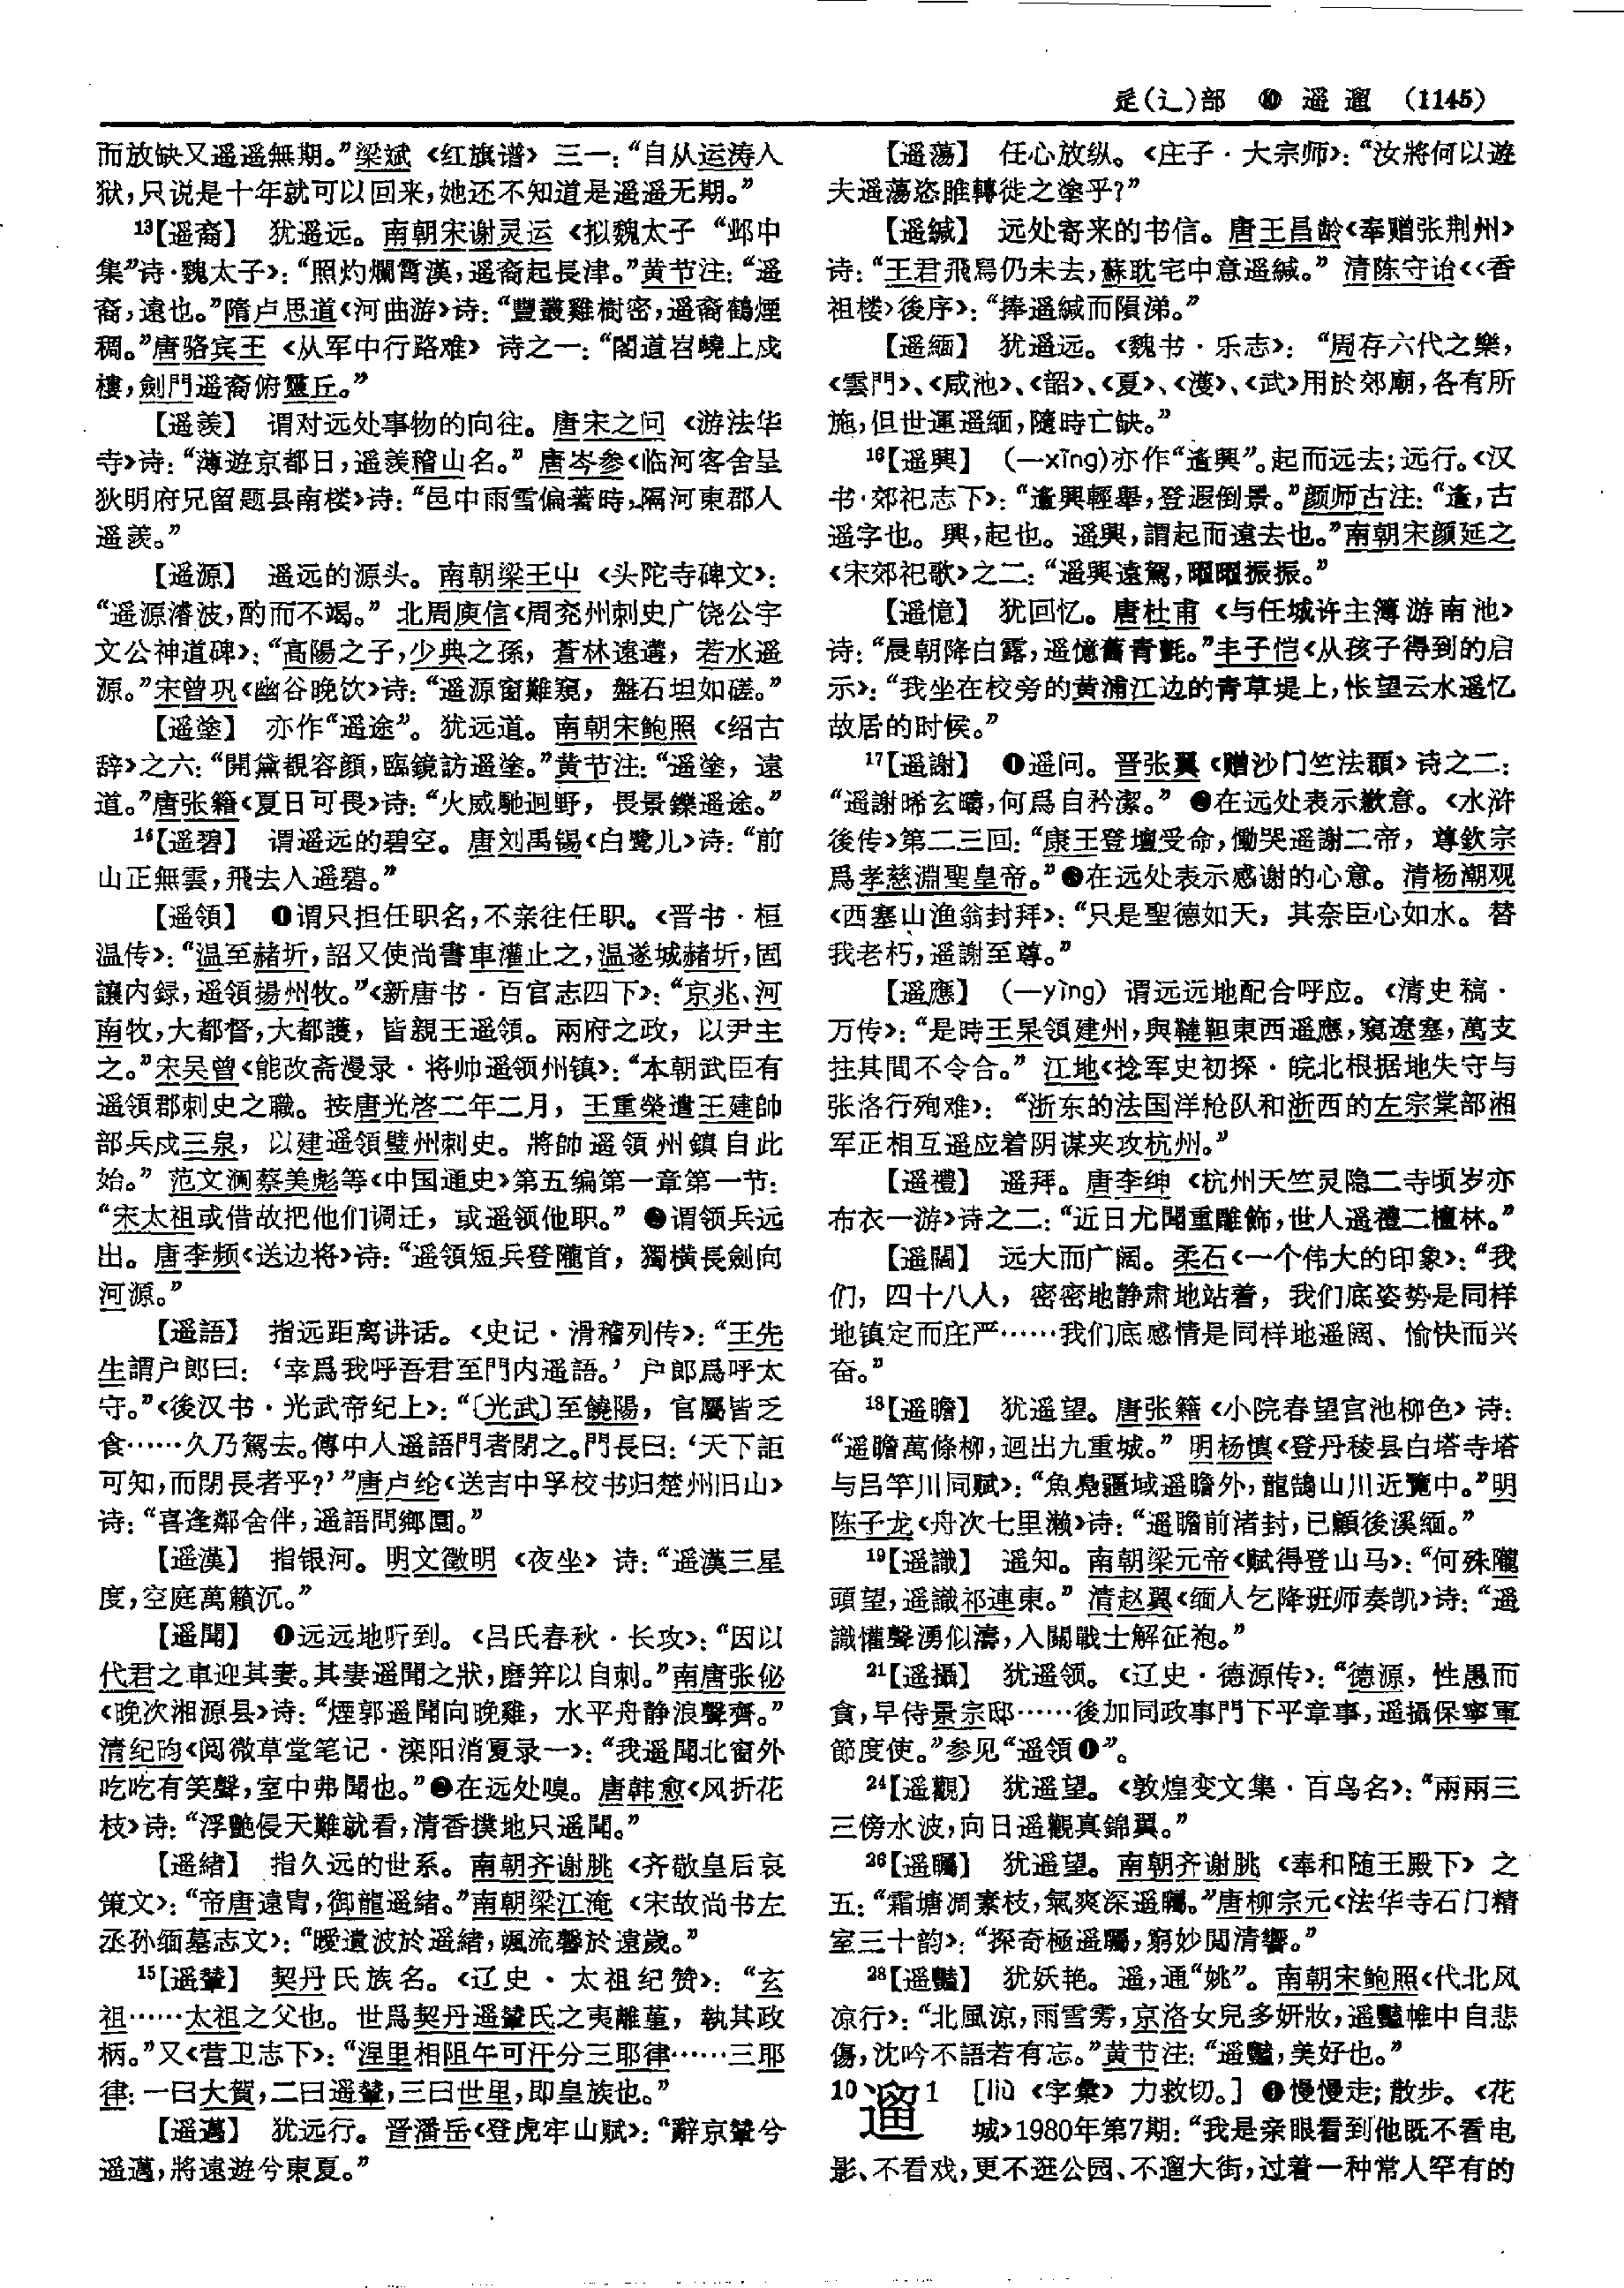 辵(辶)部 ❿ 遥 遛 (1145)
而放缺又遥遥無期。”梁斌《红旗谱》三一：“自从运涛入
狱，只说是十年就可以回来，她还不知道是遥遥无期。”
13【遥裔】 犹遥远。南朝宋谢灵运《拟魏太子“邺中
集”诗·魏太子》：“照灼爛霄漢，遥裔起長津。”黄节注：“遥
裔，遠也。”隋卢思道《河曲游》诗：“豐叢雞樹密，遥裔鶴煙
稠。”唐骆宾王《从军中行路难》诗之一：“閣道岧嶢上戍
樓，劍門遥裔俯靈丘。”
【遥羨】 谓对远处事物的向往。唐宋之问《游法华
寺》诗：“薄遊京都日，遥羨稽山名。”唐岑参《临河客舍呈
狄明府兄留题县南楼》诗：“邑中雨雪偏著時，隔河東郡人
遥羨。”
【遥源】 遥远的源头。南朝梁王屮《头陀寺碑文》：
“遥源濬波，酌而不竭。”北周庾信《周兖州刺史广饶公宇
文公神道碑》：“高陽之子，少典之孫，蒼林遠遘，若水遥
源。”宋曾巩《幽谷晚饮》诗：“遥源窗難窺，盤石坦如磋。”
【遥塗】 亦作“遥途”。犹远道。南朝宋鲍照《绍古
辞》之六：“開黛覩容顔，臨鏡訪遥塗。”黄节注：“遥塗，遠
道。”唐张籍《夏日可畏》诗：“火威馳迥野，畏景鑠遥途。”
14【遥碧】 谓遥远的碧空。唐刘禹锡《白鹭儿》诗：“前
山正無雲，飛去入遥碧。”
【遥領】 ❶谓只担任职名，不亲往任职。《晋书·桓
温传》：“温至赭圻，詔又使尚書車灌止之，温遂城赭圻，固
讓内録，遥領揚州牧。”《新唐书·百官志四下》：“京兆、河
南牧，大都督，大都護，皆親王遥領。兩府之政，以尹主
之。”宋吴曾《能改斋漫录·将帅遥领州镇》：“本朝武臣有
遥領郡刺史之職。按唐光啓二年二月，王重榮遣王建帥
部兵戍三泉，以建遥領璧州刺史。將帥遥領州鎮自此
始。”范文澜蔡美彪等《中国通史》第五编第一章第一节：
“宋太祖或借故把他们调迁，或遥领他职。”❷谓领兵远
出。唐李频《送边将》诗：“遥領短兵登隴首，獨横長劍向
河源。”
【遥語】 指远距离讲话。《史记·滑稽列传》：“王先
生謂户郎曰：‘幸爲我呼吾君至門内遥語。’户郎爲呼太
守。”《後汉书·光武帝纪上》：“〔光武〕至饒陽，官屬皆乏
食……久乃駕去。傳中人遥語門者閉之。門長曰：‘天下詎
可知，而閉長者乎？’”唐卢纶《送吉中孚校书归楚州旧山》
诗：“喜逢鄰舍伴，遥語問鄉園。”
【遥漢】 指银河。明文徵明《夜坐》诗：“遥漢三星
度，空庭萬籟沉。”
【遥聞】 ❶远远地听到。《吕氏春秋·长攻》：“因以
代君之車迎其妻。其妻遥聞之狀，磨笄以自刺。”南唐张佖
《晚次湘源县》诗：“煙郭遥聞向晚雞，水平舟静浪聲齊。”
清纪昀《阅微草堂笔记·滦阳消夏录一》：“我遥聞北窗外
吃吃有笑聲，室中弗聞也。”❷在远处嗅。唐韩愈《风折花
枝》诗：“浮艷侵天難就看，清香撲地只遥聞。”
【遥緒】 指久远的世系。南朝齐谢朓《齐敬皇后哀
策文》：“帝唐遠胄，御龍遥緒。”南朝梁江淹《宋故尚书左
丞孙缅墓志文》：“曖遺波於遥緒，颯流馨於遠歲。”
15【遥輦】 契丹氏族名。《辽史·太祖纪赞》：“玄
祖……太祖之父也。世爲契丹遥輦氏之夷離堇，執其政
柄。”又《营卫志下》：“涅里相阻午可汗分三耶律……三耶
律：一曰大賀，二曰遥輦，三曰世里，即皇族也。”
【遥邁】 犹远行。晋潘岳《登虎牢山赋》：“辭京輦兮
遥邁，將遠遊兮東夏。”
【遥荡】 任心放纵。《庄子·大宗师》：“汝將何以遊
夫遥蕩恣睢轉徙之塗乎？”
【遥緘】 远处寄来的书信。唐王昌龄《奉赠张荆州》
诗：“王君飛舄仍未去，蘇耽宅中意遥緘。”清陈守诒《〈香
祖楼〉後序》：“捧遥緘而隕涕。”
【遥緬】 犹遥远。《魏书·乐志》：“周存六代之樂，
《雲門》、《咸池》、《韶》、《夏》、《濩》、《武》用於郊廟，各有所
施，但世運遥緬，隨時亡缺。”
16【遥興】 (—xīng)亦作“遙興”。起而远去；远行。《汉
书·郊祀志下》：“遙興輕舉，登遐倒景。”颜师古注：“遙，古
遥字也。興，起也。遥興，謂起而遠去也。”南朝宋颜延之
《宋郊祀歌》之二：“遥興遠駕，曜曜振振。”
【遥憶】 犹回忆。唐杜甫《与任城许主簿游南池》
诗：“晨朝降白露，遥憶舊青氈。”丰子恺《从孩子得到的启
示》：“我坐在校旁的黄浦江边的青草堤上，怅望云水遥忆
故居的时候。”
17【遥謝】 ❶遥问。晋张翼《赠沙门竺法頵》诗之二：
“遥謝晞玄疇，何爲自矜潔。”❷在远处表示歉意。《水浒
後传》第二三回：“康王登壇受命，慟哭遥謝二帝，尊欽宗
爲孝慈淵聖皇帝。”❸在远处表示感谢的心意。清杨潮观
《西塞山渔翁封拜》：“只是聖德如天，其奈臣心如水。替
我老朽，遥謝至尊。”
【遥應】 (—yìng) 谓远远地配合呼应。《清史稿·
万传》：“是時王杲領建州，與韃靼東西遥應，窺遼塞，萬支
拄其間不令合。”江地《捻军史初探·皖北根据地失守与
张洛行殉难》：“浙东的法国洋枪队和浙西的左宗棠部湘
军正相互遥应着阴谋夹攻杭州。”
【遥禮】 遥拜。唐李绅《杭州天竺灵隐二寺顷岁亦
布衣一游》诗之二：“近日尤聞重雕飾，世人遥禮二檀林。”
【遥闊】 远大而广阔。柔石《一个伟大的印象》：“我
们，四十八人，密密地静肃地站着，我们底姿势是同样
地镇定而庄严……我们底感情是同样地遥阔、愉快而兴
奋。”
18【遥瞻】 犹遥望。唐张籍《小院春望宫池柳色》诗：
“遥瞻萬條柳，迥出九重城。”明杨慎《登丹稜县白塔寺塔
与吕竽川同赋》：“魚鳧疆域遥瞻外，龍鵠山川近覽中。”明
陈子龙《舟次七里濑》诗：“遥瞻前渚封，已顧後溪緬。”
19【遥識】 遥知。南朝梁元帝《赋得登山马》：“何殊隴
頭望，遥識祁連東。”清赵翼《缅人乞降班师奏凯》诗：“遥
識懽聲湧似濤，入關戰士解征袍。”
21【遥攝】 犹遥领。《辽史·德源传》：“德源，性愚而
貪，早侍景宗邸……後加同政事門下平章事，遥攝保寧軍
節度使。”参见“遥領❶”。
24【遥觀】 犹遥望。《敦煌变文集·百鸟名》：“兩兩三
三傍水波，向日遥觀真錦翼。”
26【遥矚】 犹遥望。南朝齐谢朓《奉和随王殿下》之
五：“霜塘凋素枝，氣爽深遥矚。”唐柳宗元《法华寺石门精
室三十韵》：“探奇極遥矚，窮妙閲清響。”
28【遥豔】 犹妖艳。遥，通“姚”。南朝宋鲍照《代北风
凉行》：“北風涼，雨雪雱，京洛女兒多妍妝，遥豔帷中自悲
傷，沈吟不語若有忘。”黄节注：“遥豔，美好也。”
10 遛1 [liù《字彙》力救切。] ❶慢慢走；散步。《花
城》1980年第7期：“我是亲眼看到他既不看电
影、不看戏，更不逛公园、不遛大街，过着一种常人罕有的